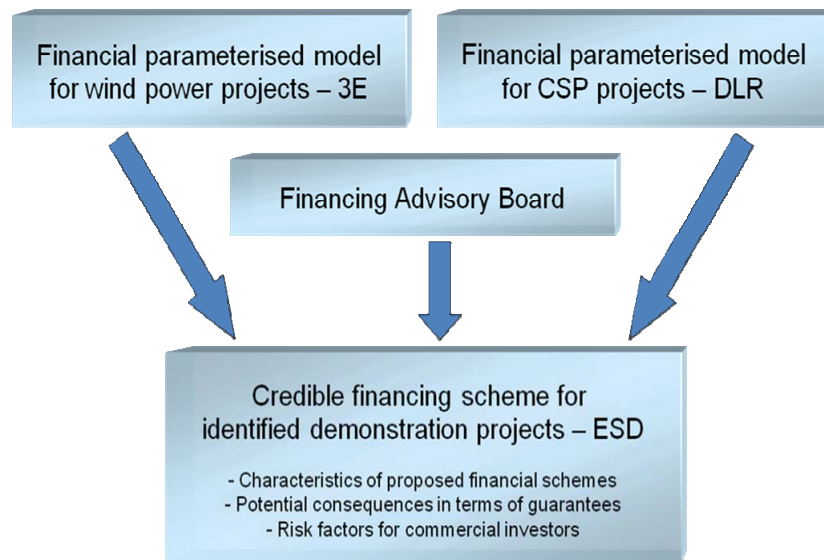 Financial parameterised model
for wind power projects – 3E
Financial parameterised model
for CSP projects – DLR
Financing Advisory Board
Credible financing scheme for
identified demonstration projects – ESD
- Characteristics of proposed financial schemes
- Potential consequences in terms of guarantees
- Risk factors for commercial investors